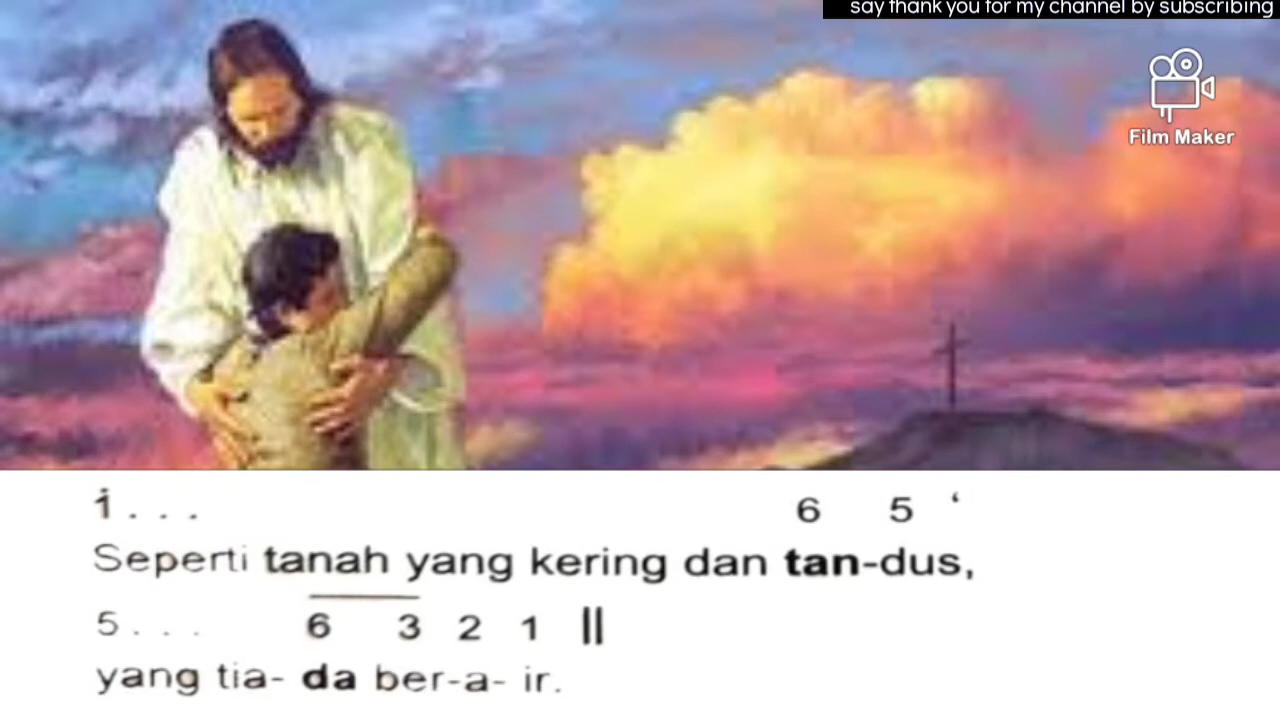 say thank you for my channel by subscribing
Film Maker
i . . . 6 5 ‘
Seperti tanah yang kering dan tan-dus,
5 . . . 6 3 2 1 ||
yang tia- da ber-a- ir.